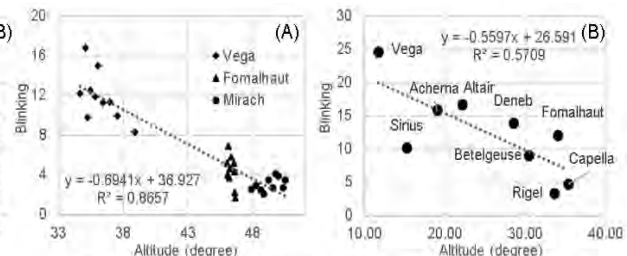 B)
(A)
20
16
12
8
4
0
Blinking
Vega
Fomalhaut
Mirach
y = -0.6941x + 36.927
R² = 0.8657
33 38 43 48
Altitude (degree)
(B)
30
25
20
15
10
5
0
Blinking
y = -0.5597x + 26.591
R² = 0.5709
Vega
Acherna Altair
Deneb
Fomalhaut
Sirius
Betelgeuse
Capella
Rigel
10.00 20.00 30.00 40.00
Altitude (degree)